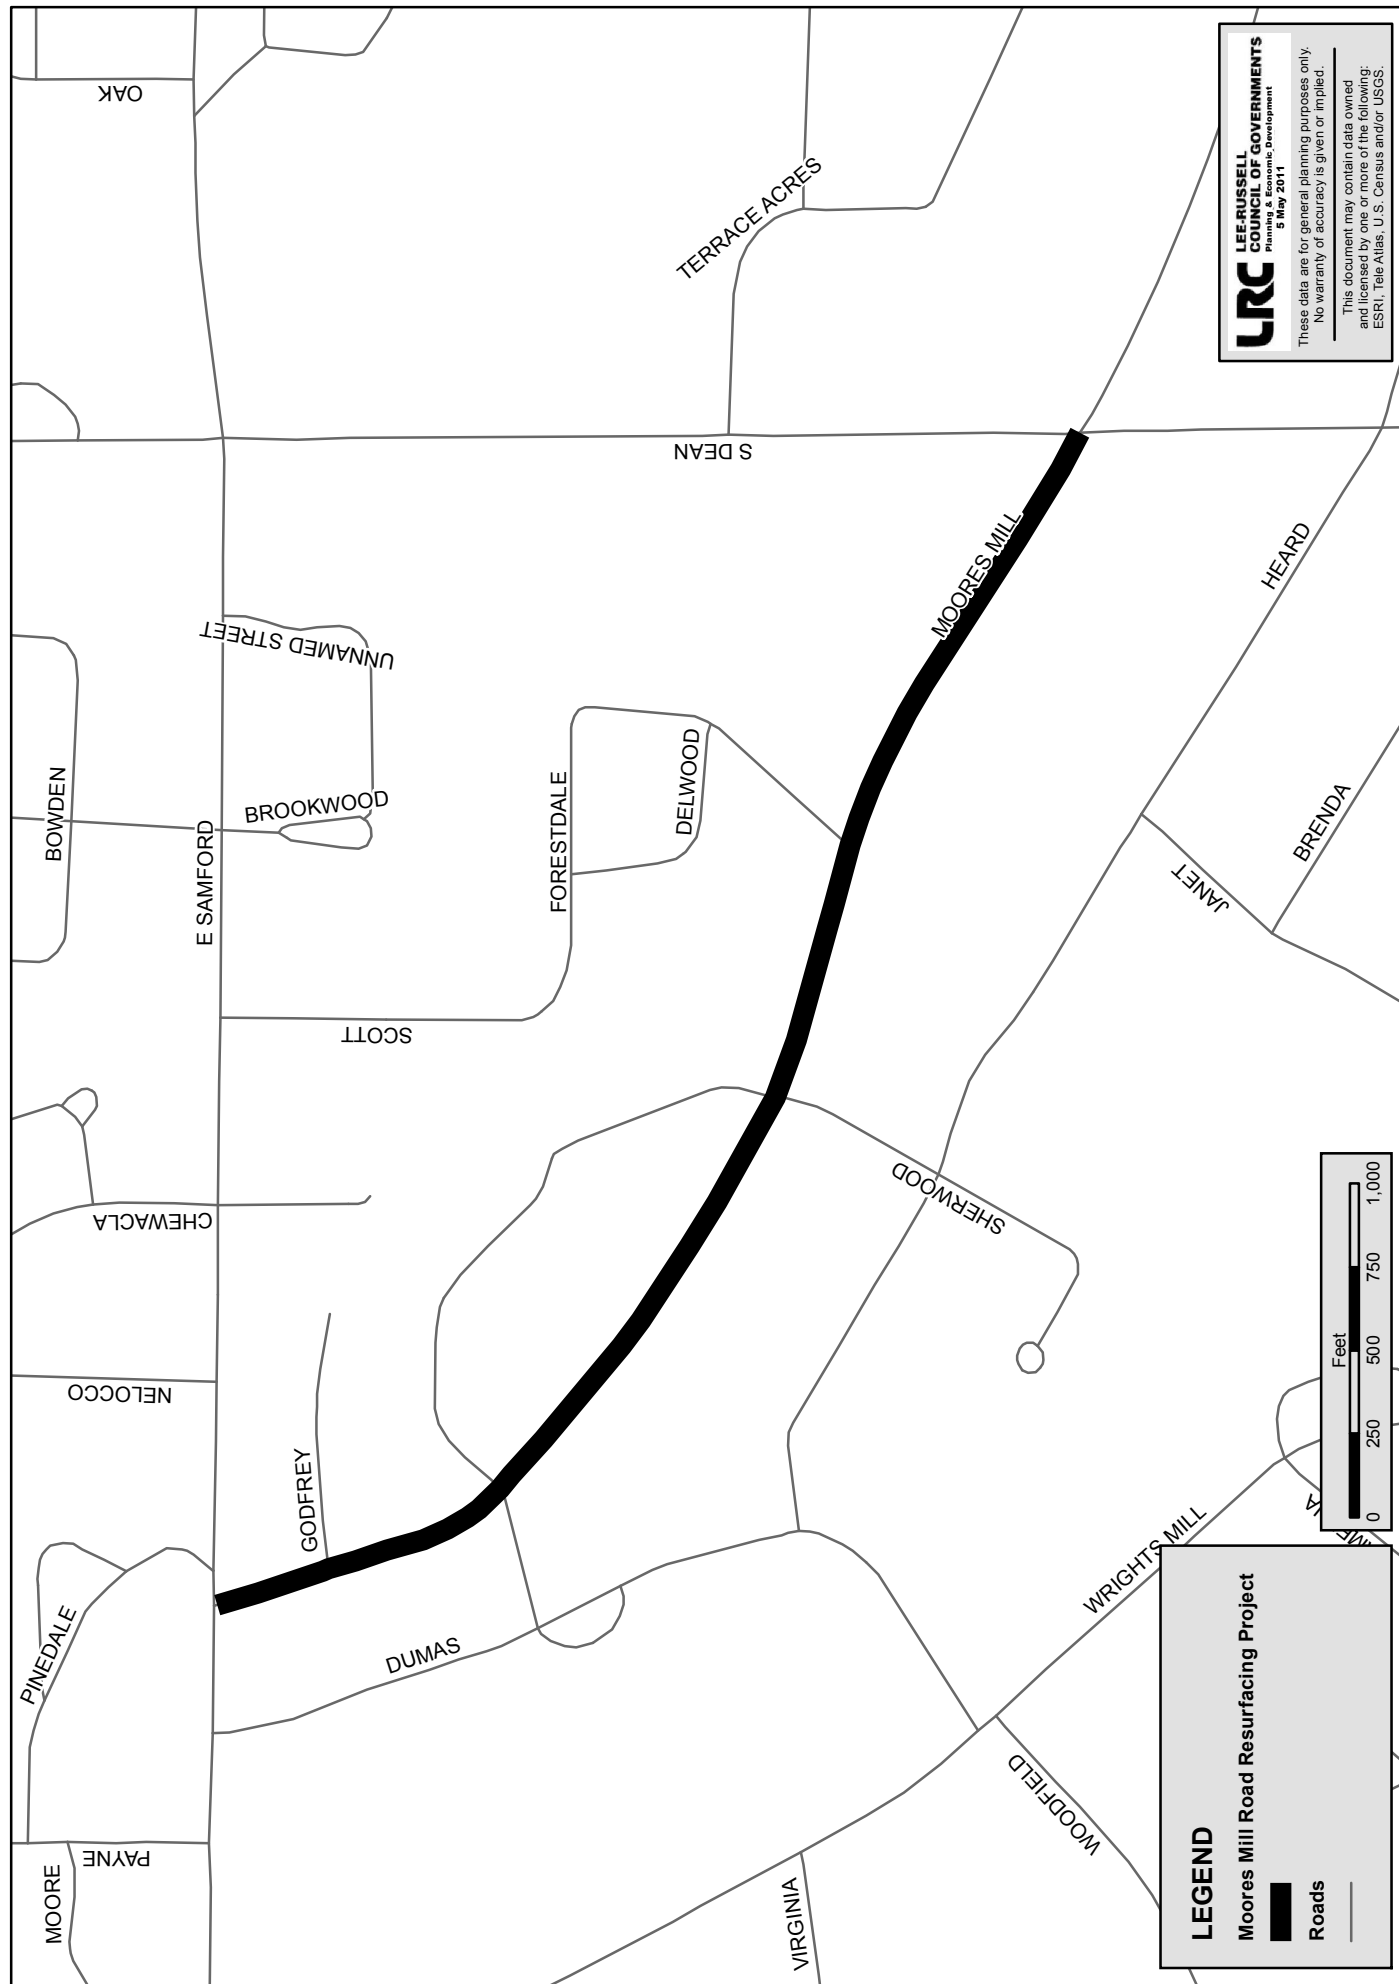 OAK
TERRACE ACRES
S DEAN
MOORES MILL
HEARD
UNNAMED STREET
BOWDEN
BROOKWOOD
E SAMFORD
FORESTDALE
DELWOOD
BRENDA
JANET
SCOTT
CHEWACLA
SHERWOOD
NELOCCO
GODFREY
PINEDALE
DUMAS
WRIGHTS MILL
WOODFIELD
MOORE
PAYNE
VIRGINIA
LRC
LEE-RUSSELL
COUNCIL OF GOVERNMENTS
Planning & Economic Development
5 May 2011
These data are for general planning purposes only.
No warranty of accuracy is given or implied.
This document may contain data owned
and licensed by one or more of the following:
ESRI, Tele Atlas, U.S. Census and/or USGS.
Feet
0 250 500 750 1,000
LEGEND
Moores Mill Road Resurfacing Project
Roads